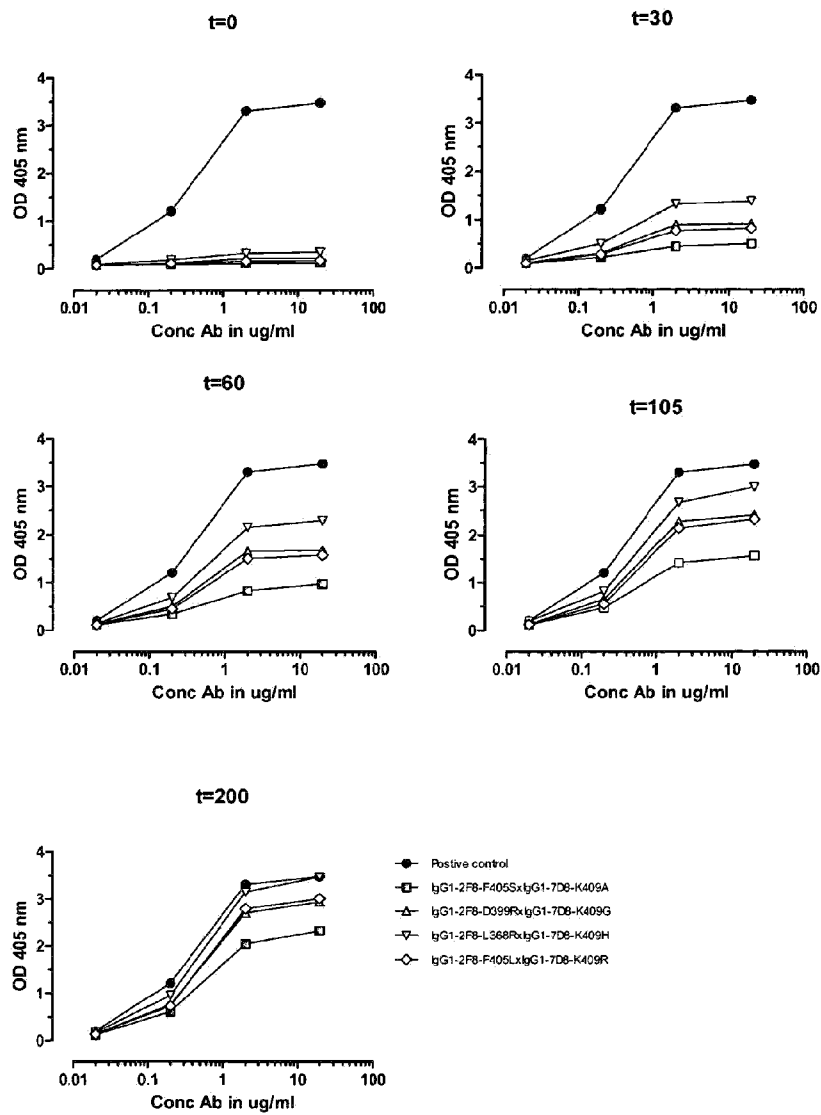 t=0
4
3
2
1
0
OD 405 nm
0.01 0.1 1 10 100
Conc Ab in ug/ml
t=30
4
3
2
1
0
OD 405 nm
0.01 0.1 1 10 100
Conc Ab in ug/ml
t=60
4
3
2
1
0
OD 405 nm
0.01 0.1 1 10 100
Conc Ab in ug/ml
t=105
4
3
2
1
0
OD 405 nm
0.01 0.1 1 10 100
Conc Ab in ug/ml
t=200
4
3
2
1
0
OD 405 nm
0.01 0.1 1 10 100
Conc Ab in ug/ml
Postive control
IgG1-2F8-F405SxIgG1-7D8-K409A
IgG1-2F8-D399RxIgG1-7D8-K409G
IgG1-2F8-L368RxIgG1-7D8-K409H
IgG1-2F8-F405LxIgG1-7D8-K409R